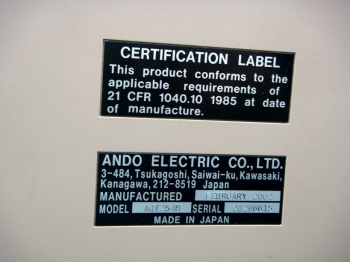 CERTIFICATION LABEL
This product conforms to the
applicable requirements of
21 CFR 1040.10 1985 at date
of manufacture.
ANDO ELECTRIC CO., LTD.
3-484, Tsukagoshi, Saiwai-ku, Kawasaki,
Kanagawa, 212-8519 Japan
MANUFACTURED FEBRUARY
MODEL SERIAL
MADE IN JAPAN